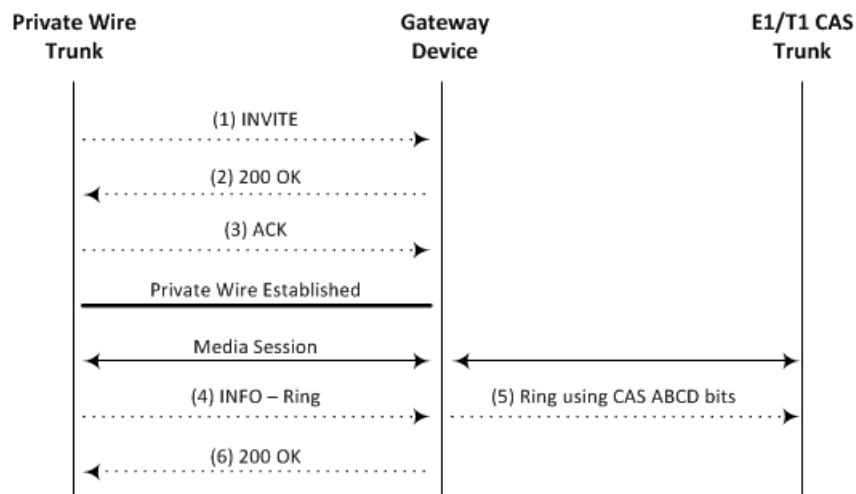 Private Wire
Trunk
Gateway
Device
E1/T1 CAS
Trunk
(1) INVITE
(2) 200 OK
(3) ACK
Private Wire Established
Media Session
(4) INFO – Ring
(5) Ring using CAS ABCD bits
(6) 200 OK